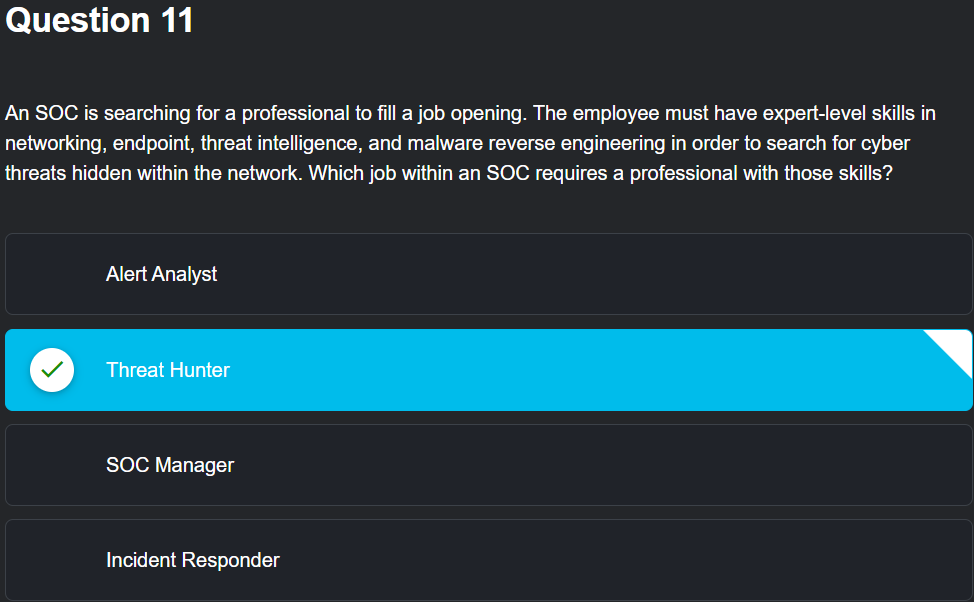 Question 11
An SOC is searching for a professional to fill a job opening. The employee must have expert-level skills in
networking, endpoint, threat intelligence, and malware reverse engineering in order to search for cyber
threats hidden within the network. Which job within an SOC requires a professional with those skills?
Alert Analyst
Threat Hunter
SOC Manager
Incident Responder